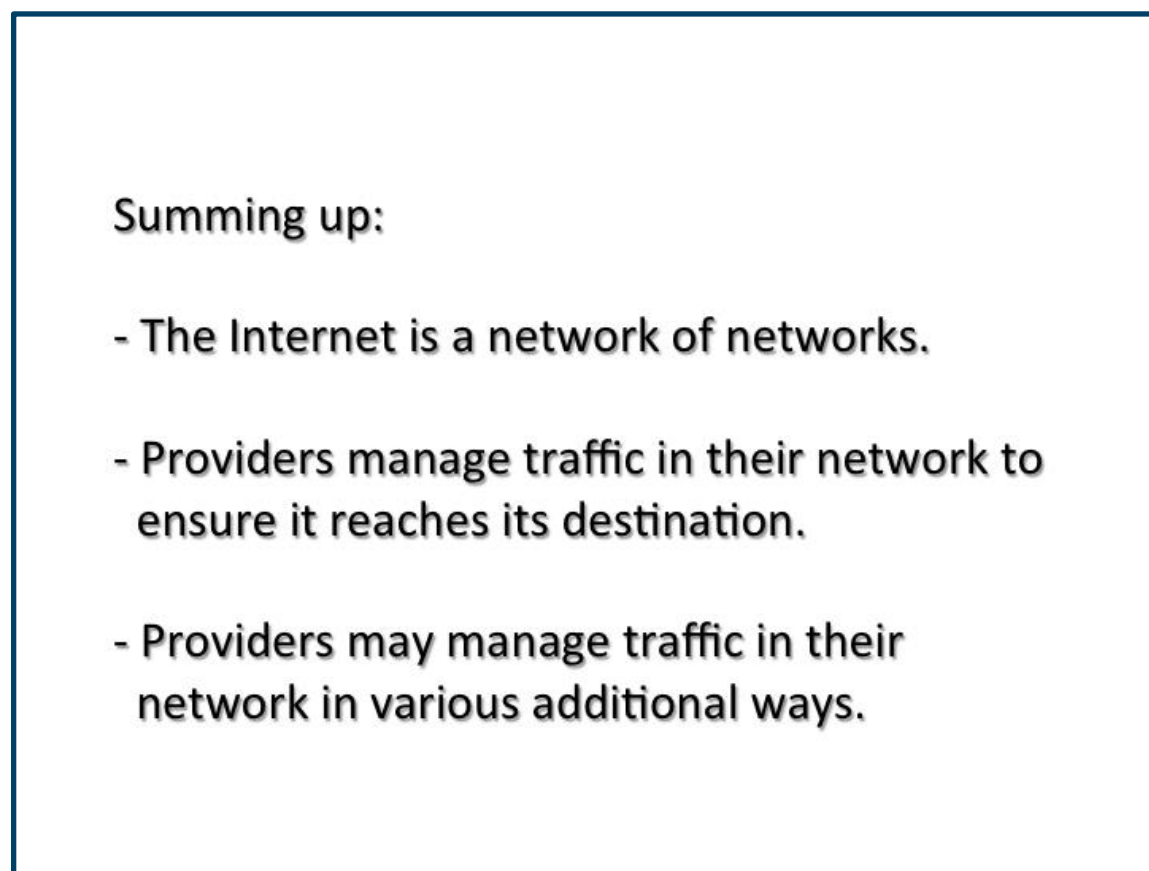 Summing up:
- The Internet is a network of networks.
- Providers manage traffic in their network to
ensure it reaches its destination.
- Providers may manage traffic in their
network in various additional ways.